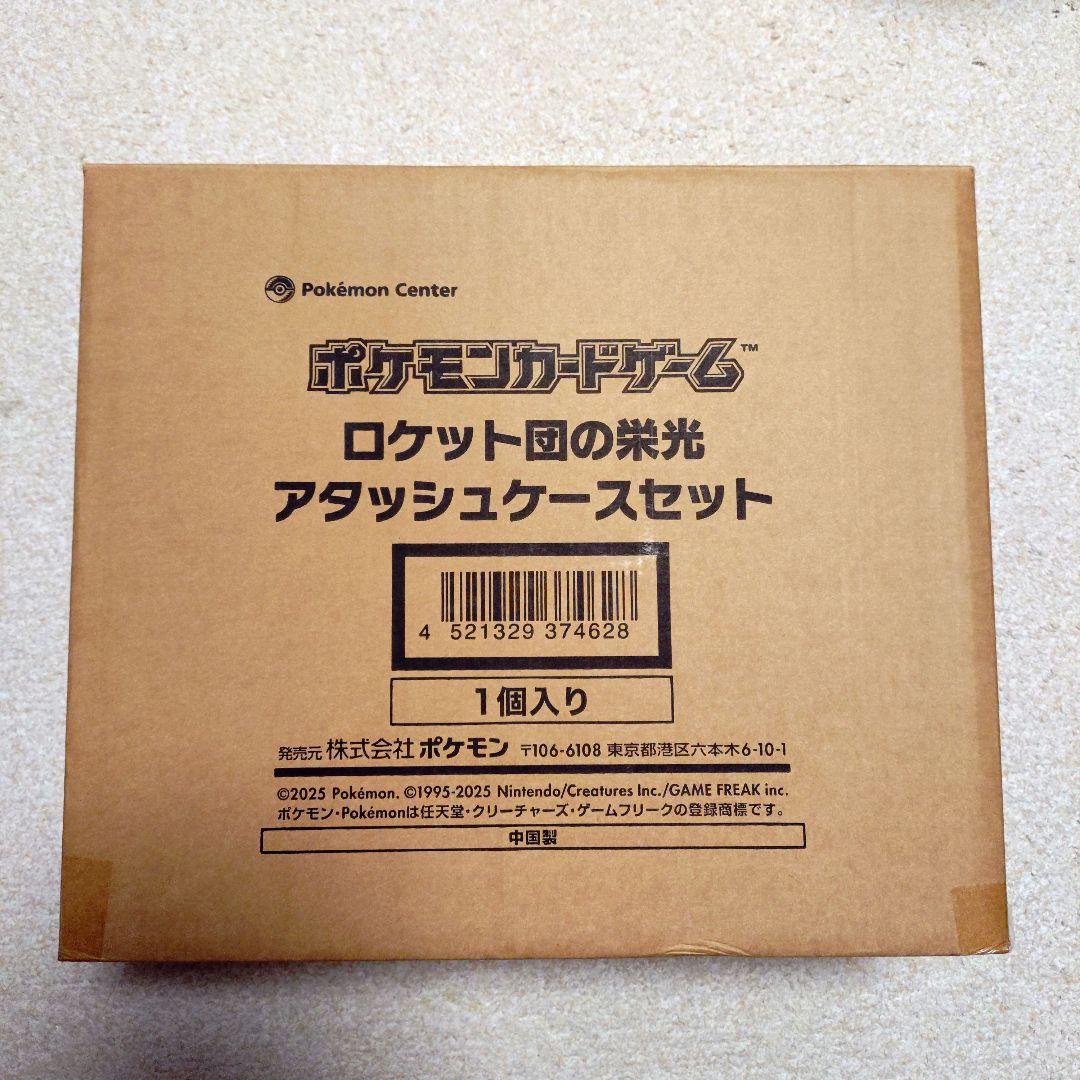 Pokémon Center
ポケモンカードゲーム™
ロケット団の栄光
アタッシュケースセット
4 521329 374628
1個入り
発売元 株式会社 ポケモン 〒106-6108 東京都港区六本木6-10-1
©2025 Pokémon. ©1995-2025 Nintendo/Creatures Inc./GAME FREAK inc.
ポケモン・Pokémonは任天堂・クリーチャーズ・ゲームフリークの登録商標です。
中国製